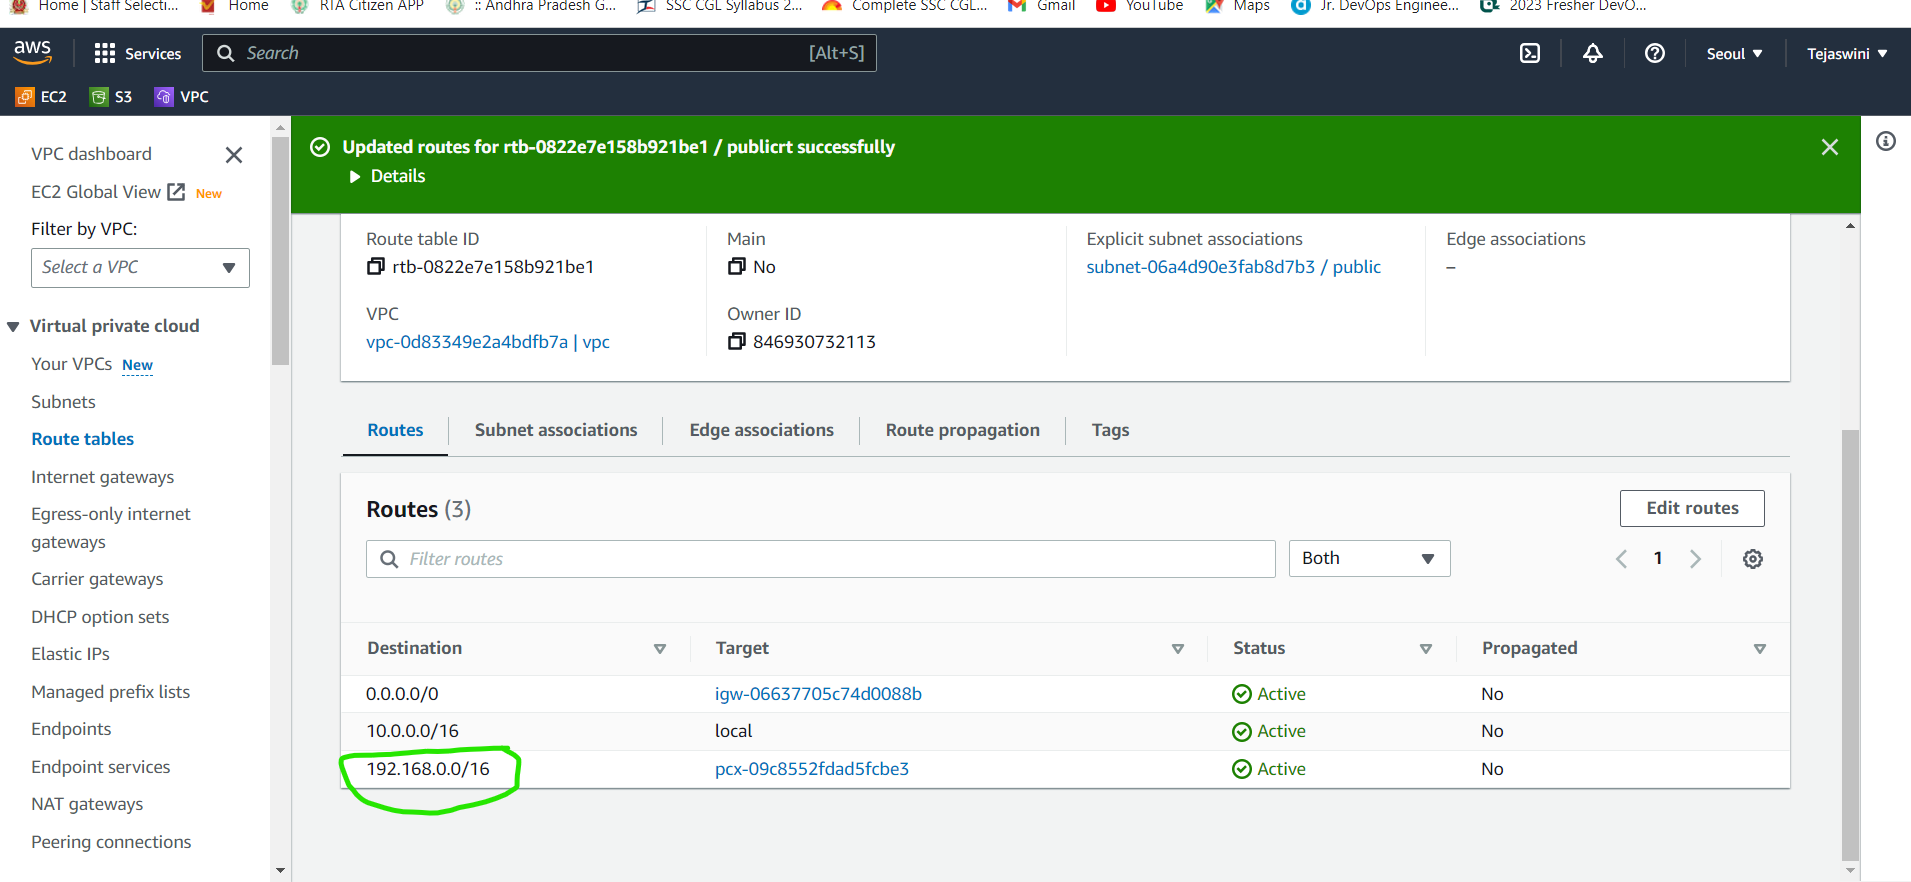 Home | Staff Selecti...
Home
RTA Citizen APP
:: Andhra Pradesh G...
SSC CGL Syllabus 2...
Complete SSC CGL...
Gmail
YouTube
Maps
Jr. DevOps Enginee...
2023 Fresher DevO...
aws
Services
Search
[Alt+S]
Seoul
Tejaswini
EC2
S3
VPC
VPC dashboard
EC2 Global View New
Filter by VPC:
Select a VPC
Virtual private cloud
Your VPCs New
Subnets
Route tables
Internet gateways
Egress-only internet
gateways
Carrier gateways
DHCP option sets
Elastic IPs
Managed prefix lists
Endpoints
Endpoint services
NAT gateways
Peering connections
Updated routes for rtb-0822e7e158b921be1 / publicrt successfully
Details
Route table ID
rtb-0822e7e158b921be1
Main
No
Explicit subnet associations
subnet-06a4d90e3fab8d7b3 / public
Edge associations
–
VPC
vpc-0d83349e2a4bdfb7a | vpc
Owner ID
846930732113
Routes
Subnet associations
Edge associations
Route propagation
Tags
Routes (3)
Edit routes
Filter routes
Both
1
Destination Target Status Propagated
0.0.0.0/0 igw-06637705c74d0088b Active No
10.0.0.0/16 local Active No
192.168.0.0/16 pcx-09c8552fdad5fcbe3 Active No